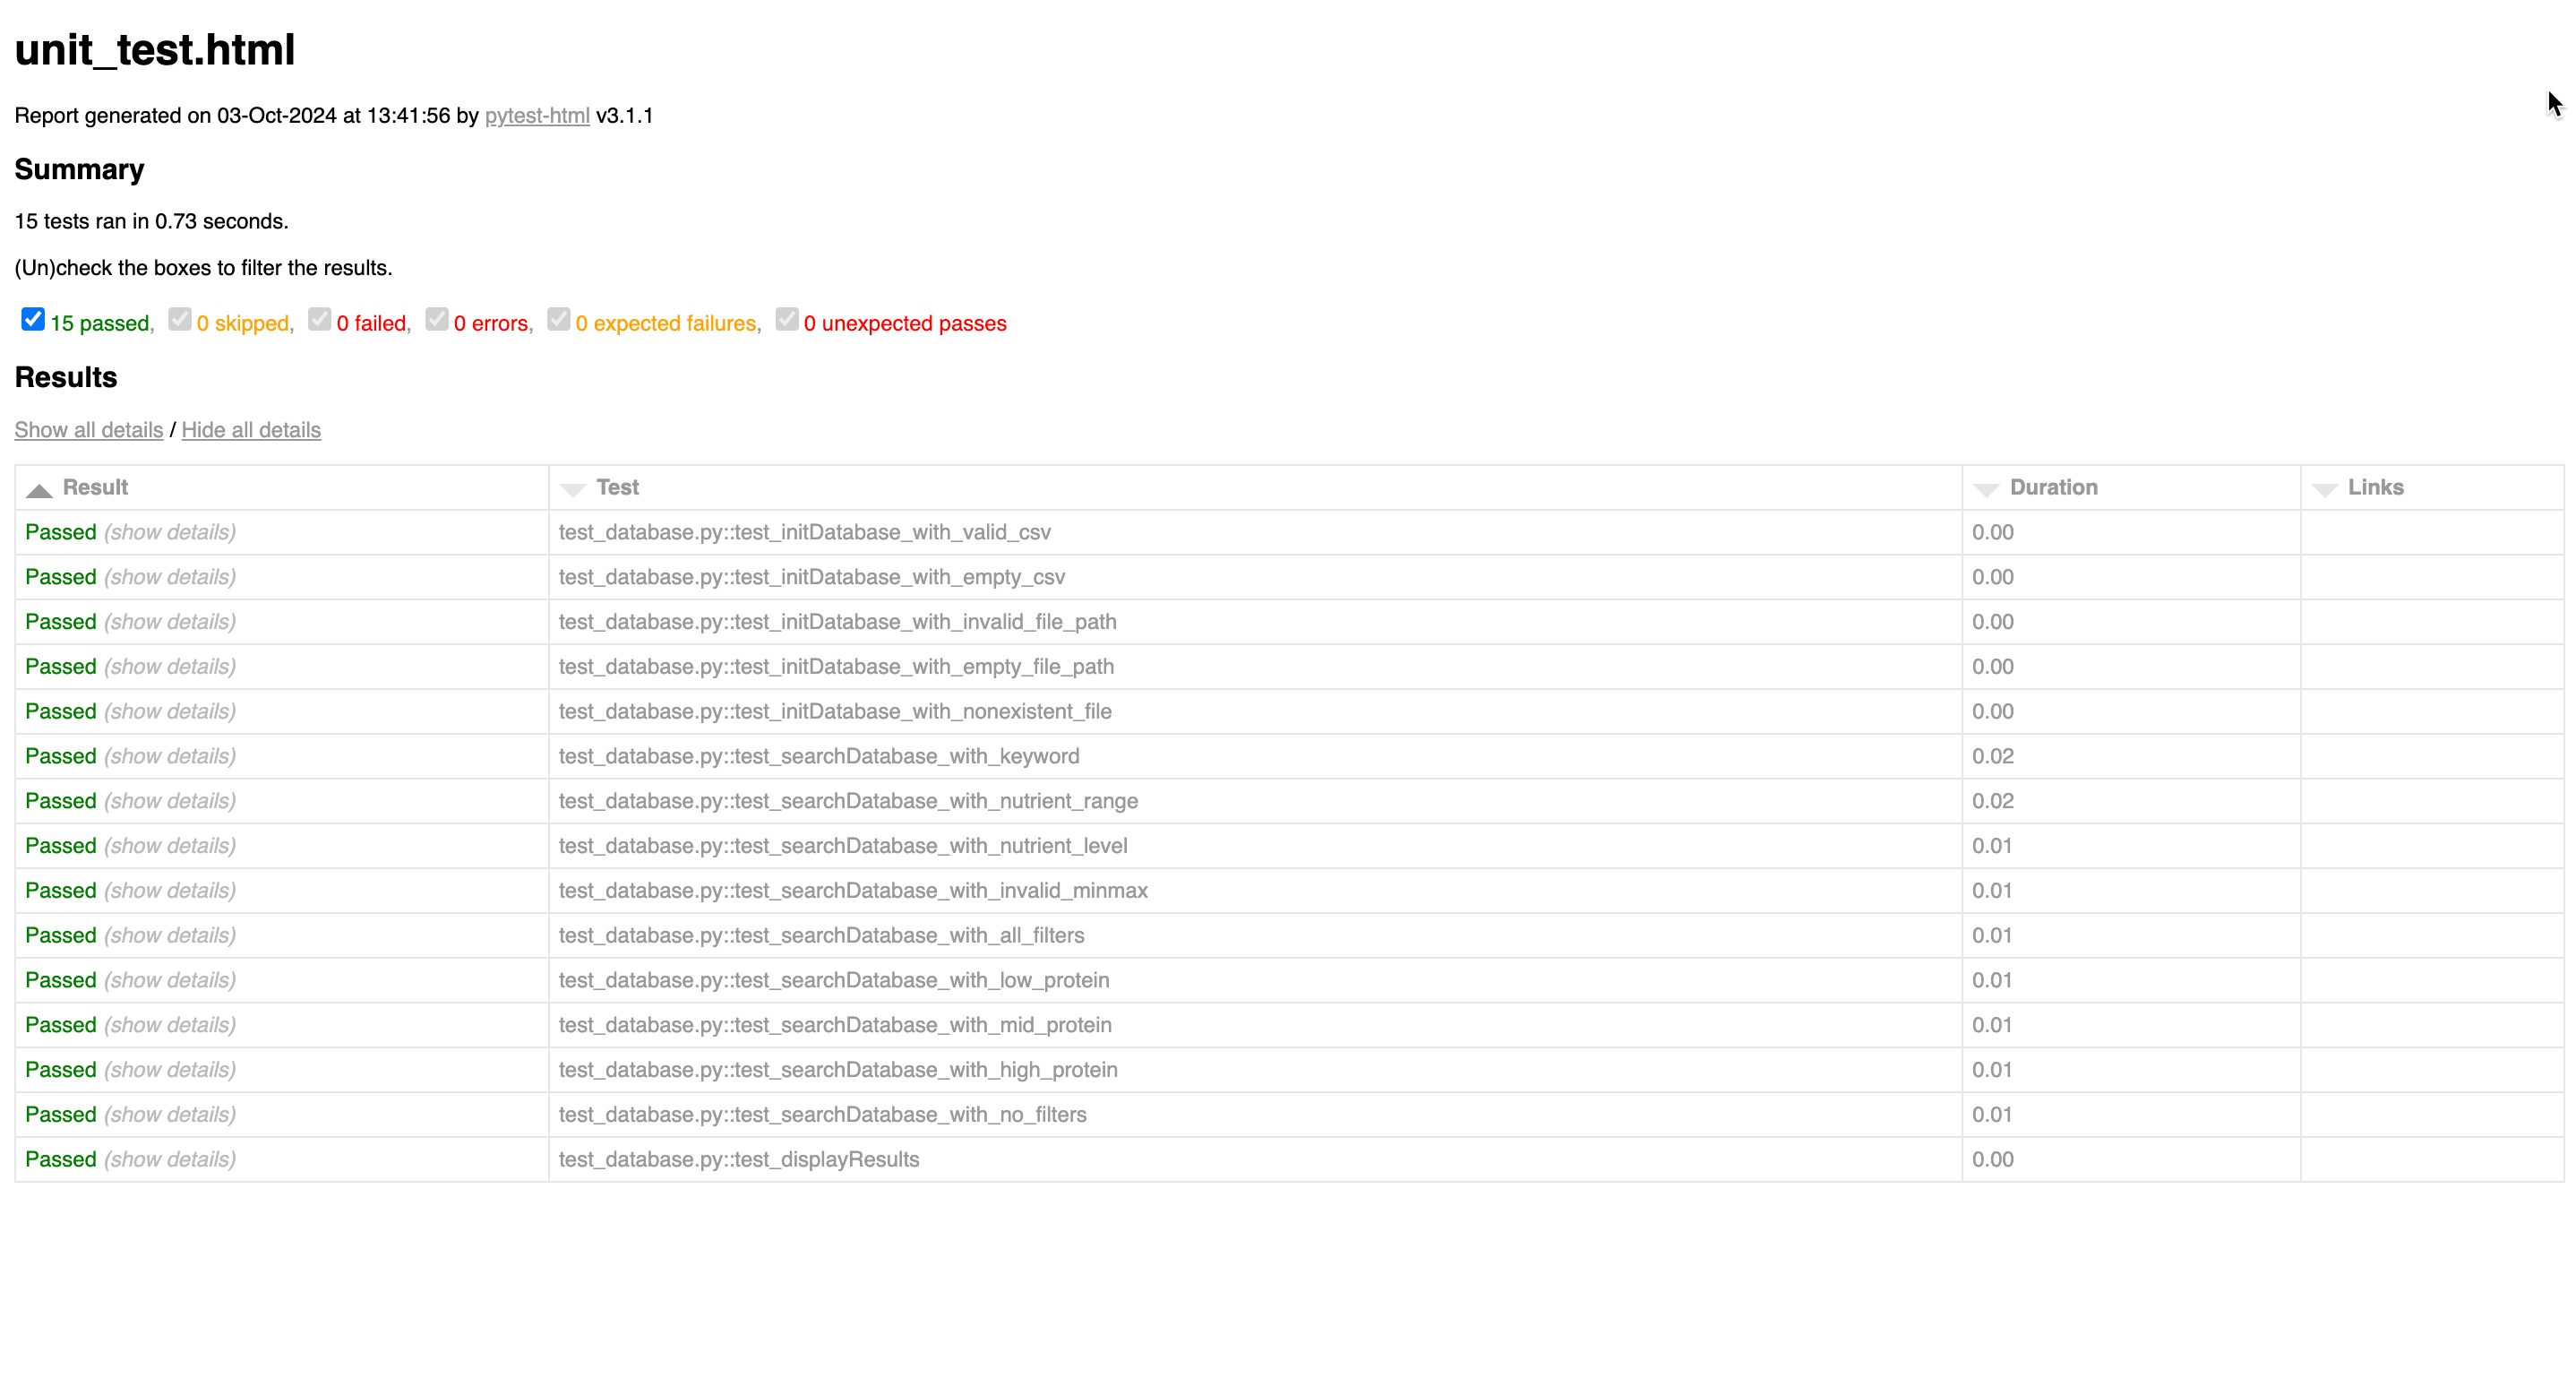 unit_test.html
Report generated on 03-Oct-2024 at 13:41:56 by pytest-html v3.1.1
Summary
15 tests ran in 0.73 seconds.
(Un)check the boxes to filter the results.
15 passed, 0 skipped, 0 failed, 0 errors, 0 expected failures, 0 unexpected passes
Results
Show all details / Hide all details
Result Test Duration Links
Passed (show details) test_database.py::test_initDatabase_with_valid_csv 0.00
Passed (show details) test_database.py::test_initDatabase_with_empty_csv 0.00
Passed (show details) test_database.py::test_initDatabase_with_invalid_file_path 0.00
Passed (show details) test_database.py::test_initDatabase_with_empty_file_path 0.00
Passed (show details) test_database.py::test_initDatabase_with_nonexistent_file 0.00
Passed (show details) test_database.py::test_searchDatabase_with_keyword 0.02
Passed (show details) test_database.py::test_searchDatabase_with_nutrient_range 0.02
Passed (show details) test_database.py::test_searchDatabase_with_nutrient_level 0.01
Passed (show details) test_database.py::test_searchDatabase_with_invalid_minmax 0.01
Passed (show details) test_database.py::test_searchDatabase_with_all_filters 0.01
Passed (show details) test_database.py::test_searchDatabase_with_low_protein 0.01
Passed (show details) test_database.py::test_searchDatabase_with_mid_protein 0.01
Passed (show details) test_database.py::test_searchDatabase_with_high_protein 0.01
Passed (show details) test_database.py::test_searchDatabase_with_no_filters 0.01
Passed (show details) test_database.py::test_displayResults 0.00